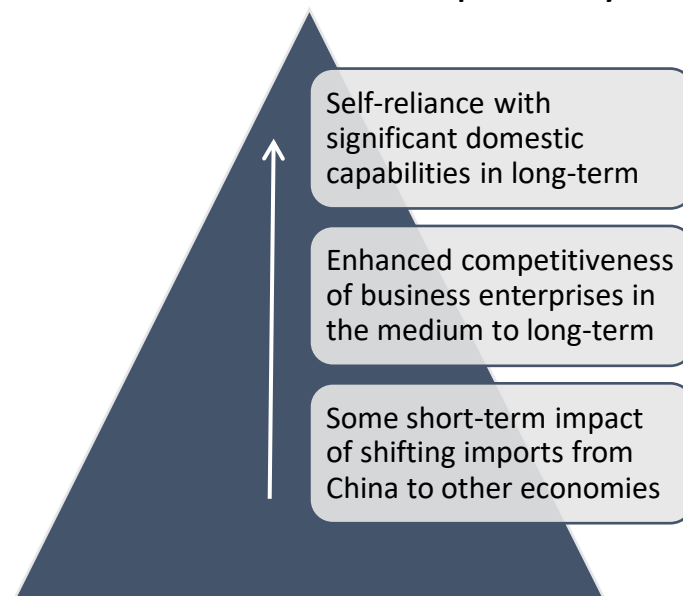 Self-reliance with
significant domestic
capabilities in long-term
Enhanced competitiveness
of business enterprises in
the medium to long-term
Some short-term impact
of shifting imports from
China to other economies